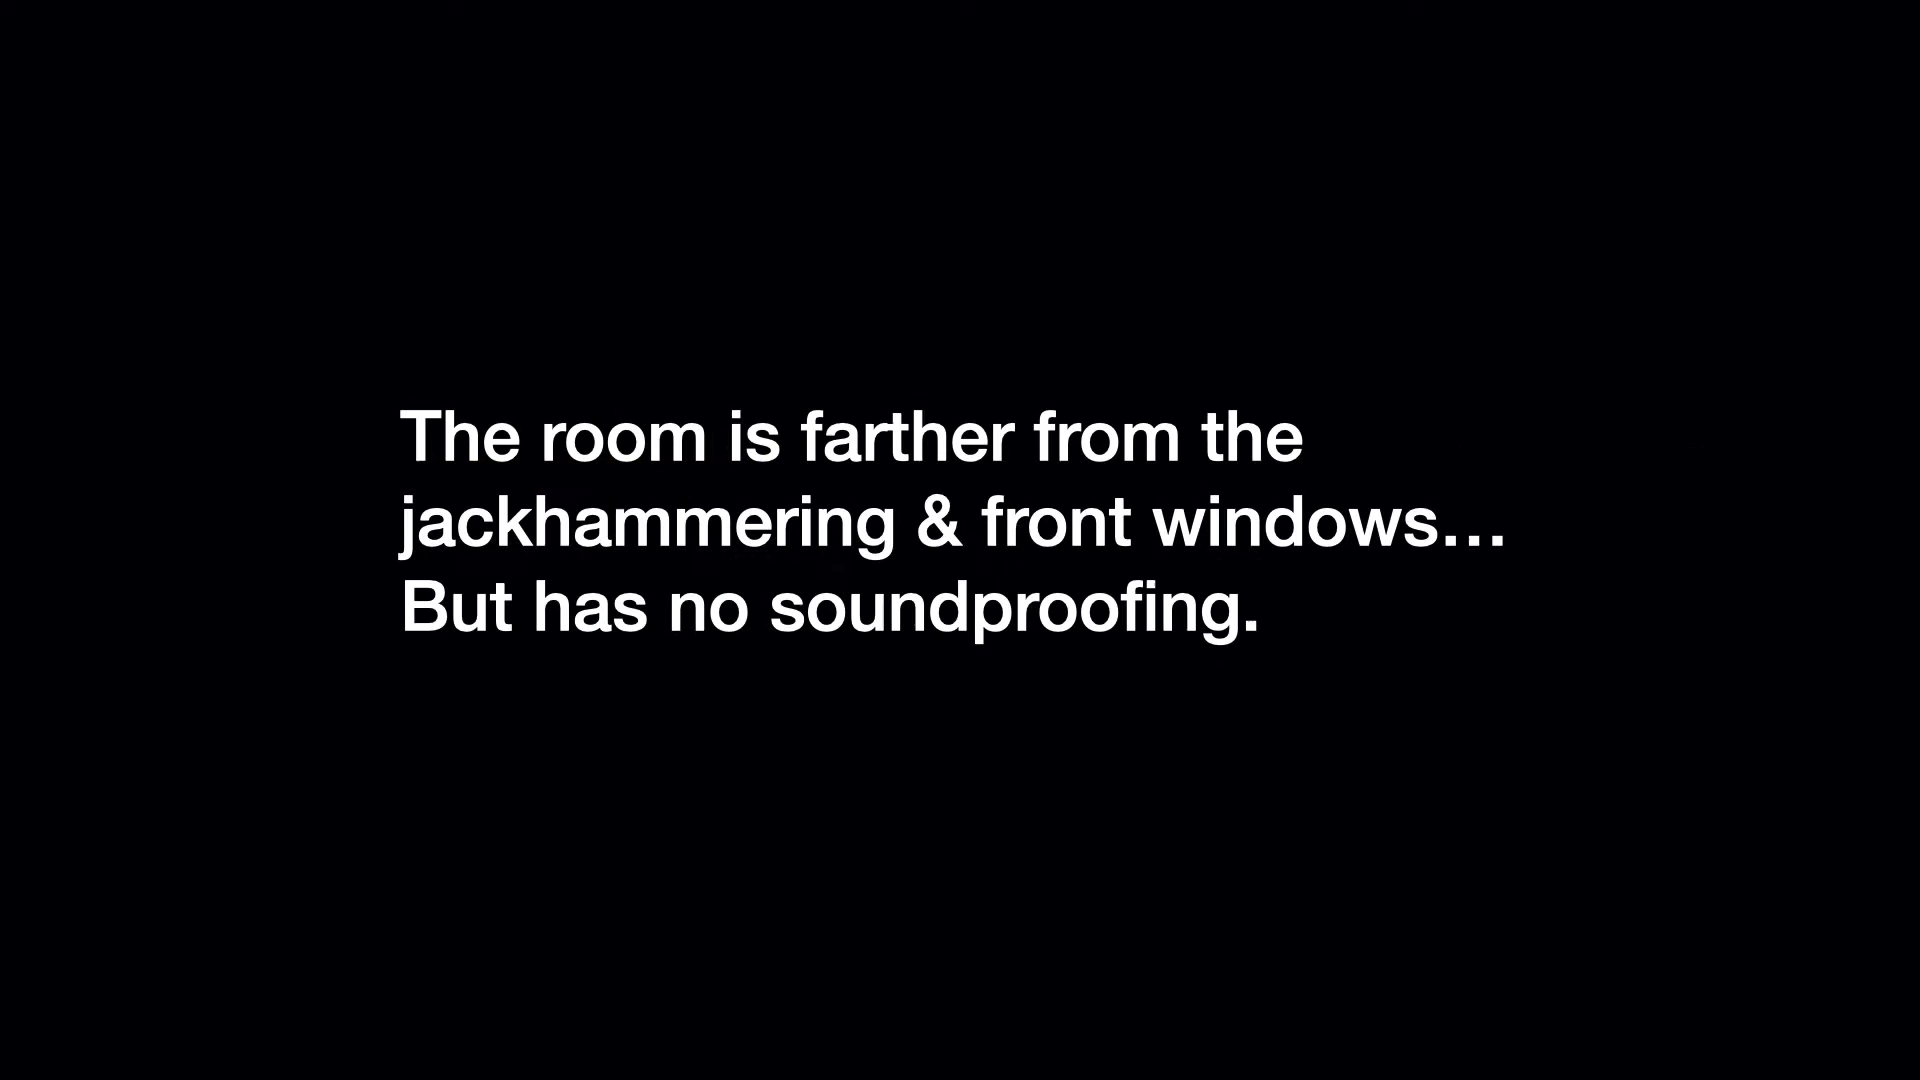 The room is farther from the
jackhammering & front windows…
But has no soundproofing.